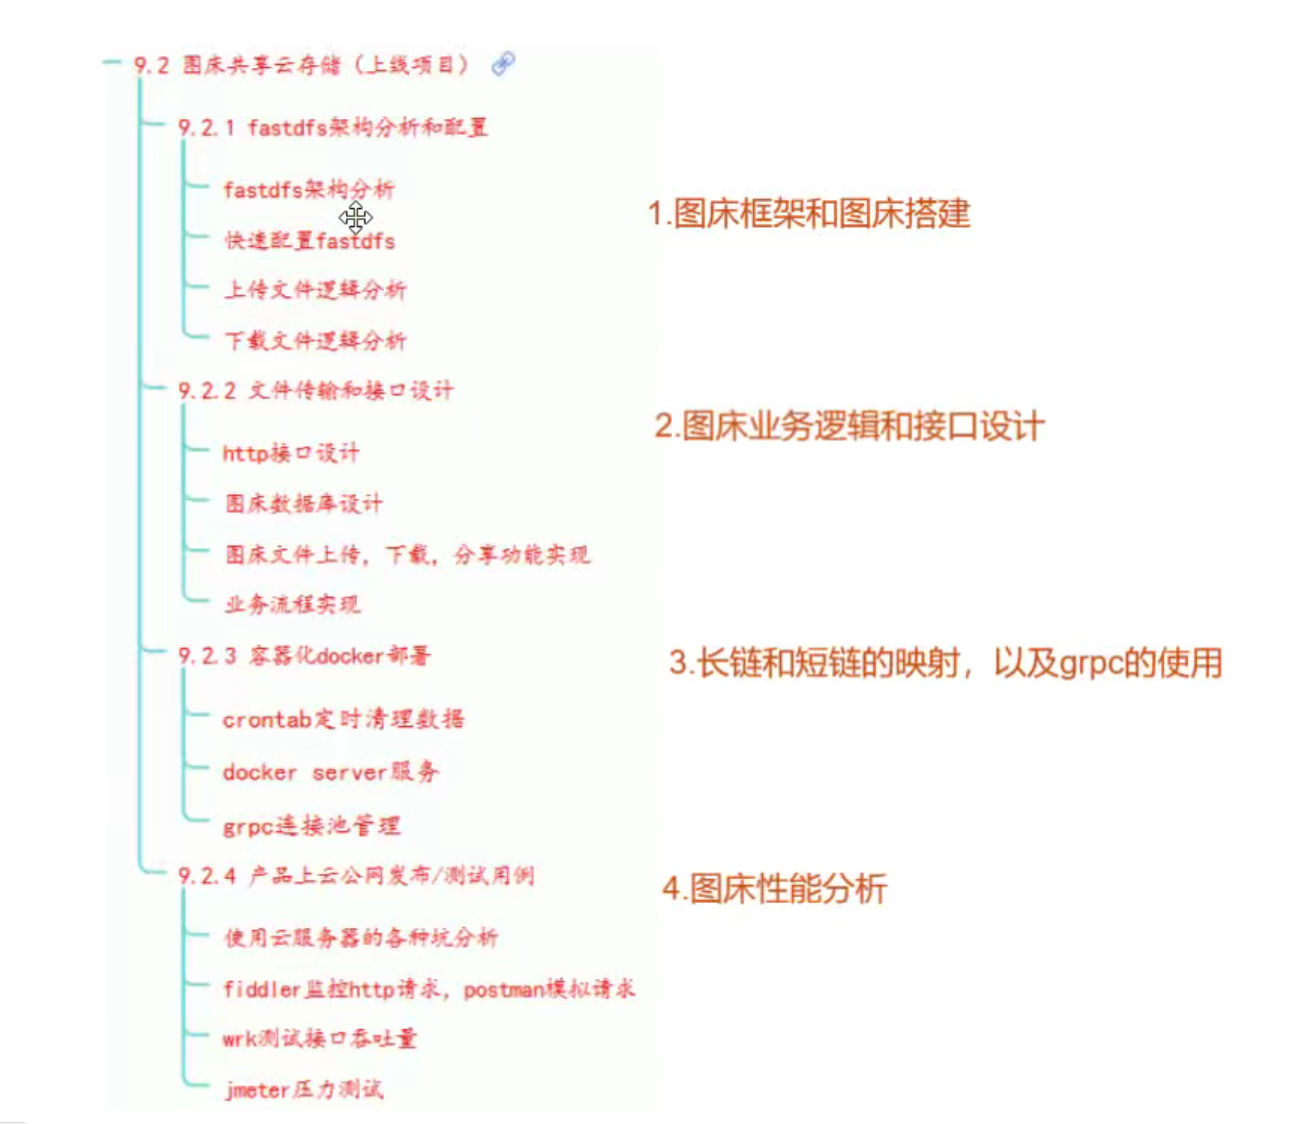 9.2 图床共享云存储（上线项目）
9.2.1 fastdfs架构分析和配置
fastdfs架构分析
快速配置fastdfs
上传文件逻辑分析
下载文件逻辑分析
1.图床框架和图床搭建
9.2.2 文件传输和接口设计
http接口设计
图床数据库设计
图床文件上传，下载，分享功能实现
业务流程实现
2.图床业务逻辑和接口设计
9.2.3 容器化docker部署
crontab定时清理数据
docker server服务
grpc连接池管理
3.长链和短链的映射，以及grpc的使用
9.2.4 产品上云公网发布/测试用例
使用云服务器的各种坑分析
fiddler监控http请求，postman模拟请求
wrk测试接口吞吐量
jmeter压力测试
4.图床性能分析